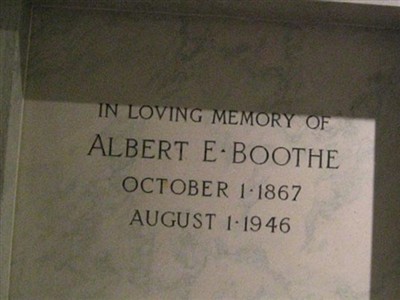 IN LOVING MEMORY OF
ALBERT E · BOOTHE
OCTOBER 1 · 1867
AUGUST 1 · 1946